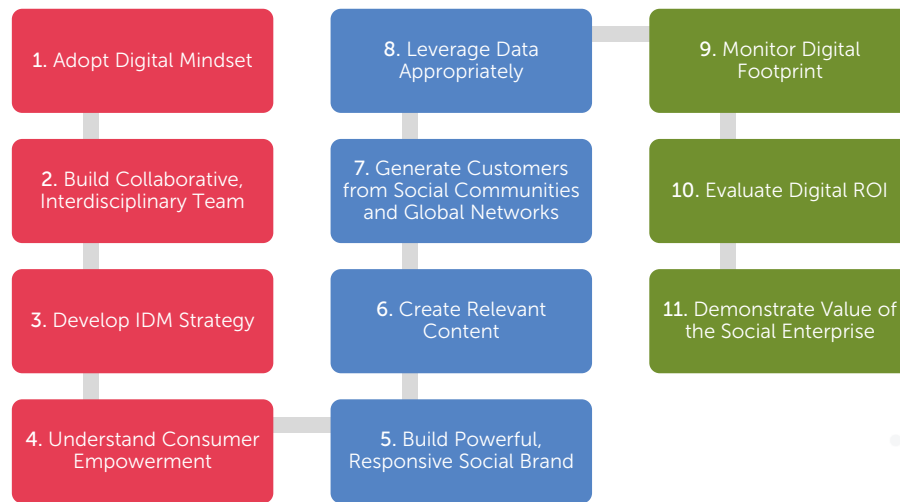 1. Adopt Digital Mindset
2. Build Collaborative,
Interdisciplinary Team
3. Develop IDM Strategy
4. Understand Consumer
Empowerment
5. Build Powerful,
Responsive Social Brand
6. Create Relevant
Content
7. Generate Customers
from Social Communities
and Global Networks
8. Leverage Data
Appropriately
9. Monitor Digital
Footprint
10. Evaluate Digital ROI
11. Demonstrate Value of
the Social Enterprise